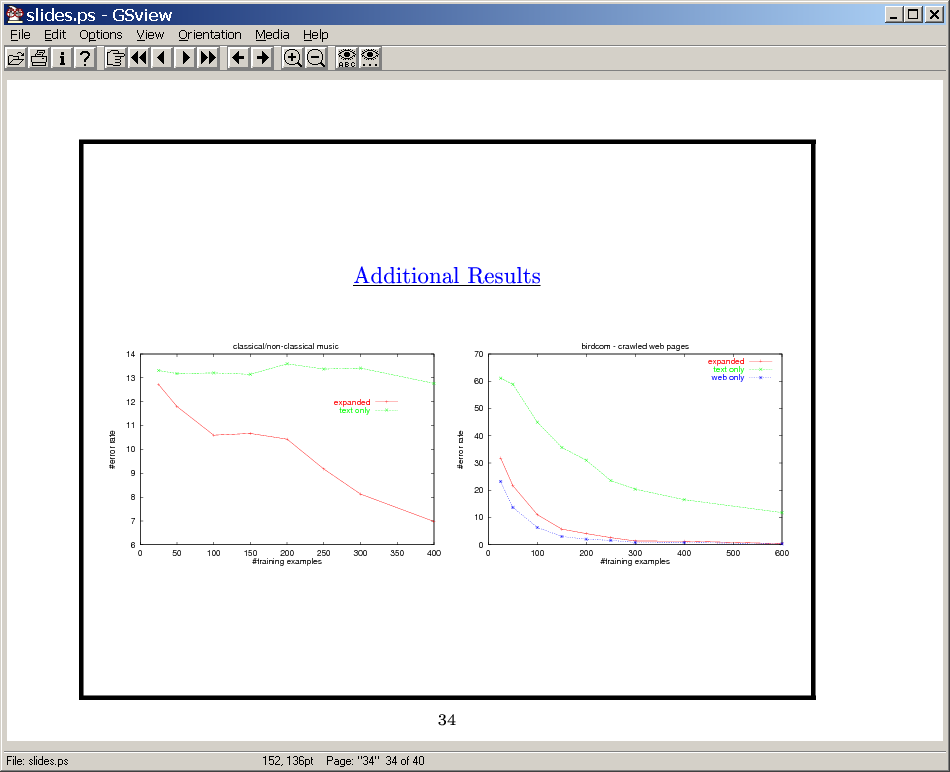 slides.ps - GSview
File Edit Options View Orientation Media Help
Additional Results
classical/non-classical music
14
13
12
11
10
9
8
7
6
#error rate
expanded
text only
0 50 100 150 200 250 300 350 400
#training examples
birdcom - crawled web pages
70
60
50
40
30
20
10
0
#error rate
expanded
text only
web only
0 100 200 300 400 500 600
#training examples
34
File: slides.ps 152, 136pt Page: "34" 34 of 40